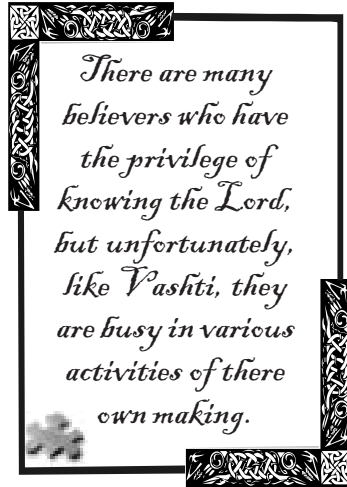 There are many
believers who have
the privilege of
knowing the Lord,
but unfortunately,
like Vashti, they
are busy in various
activities of there
own making.